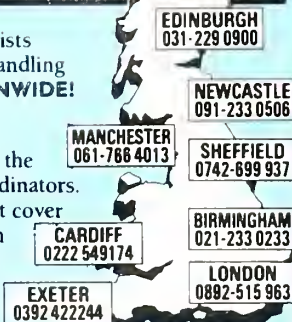 ists
andling
NWIDE!
the
dinators.
t cover
EDINBURGH
031-229 0900
NEWCASTLE
091-233 0506
MANCHESTER
061-766 4013
SHEFFIELD
0742-699 937
BIRMINGHAM
021-233 0233
CARDIFF
0222 549174
LONDON
0892-515 963
EXETER
0392 422244